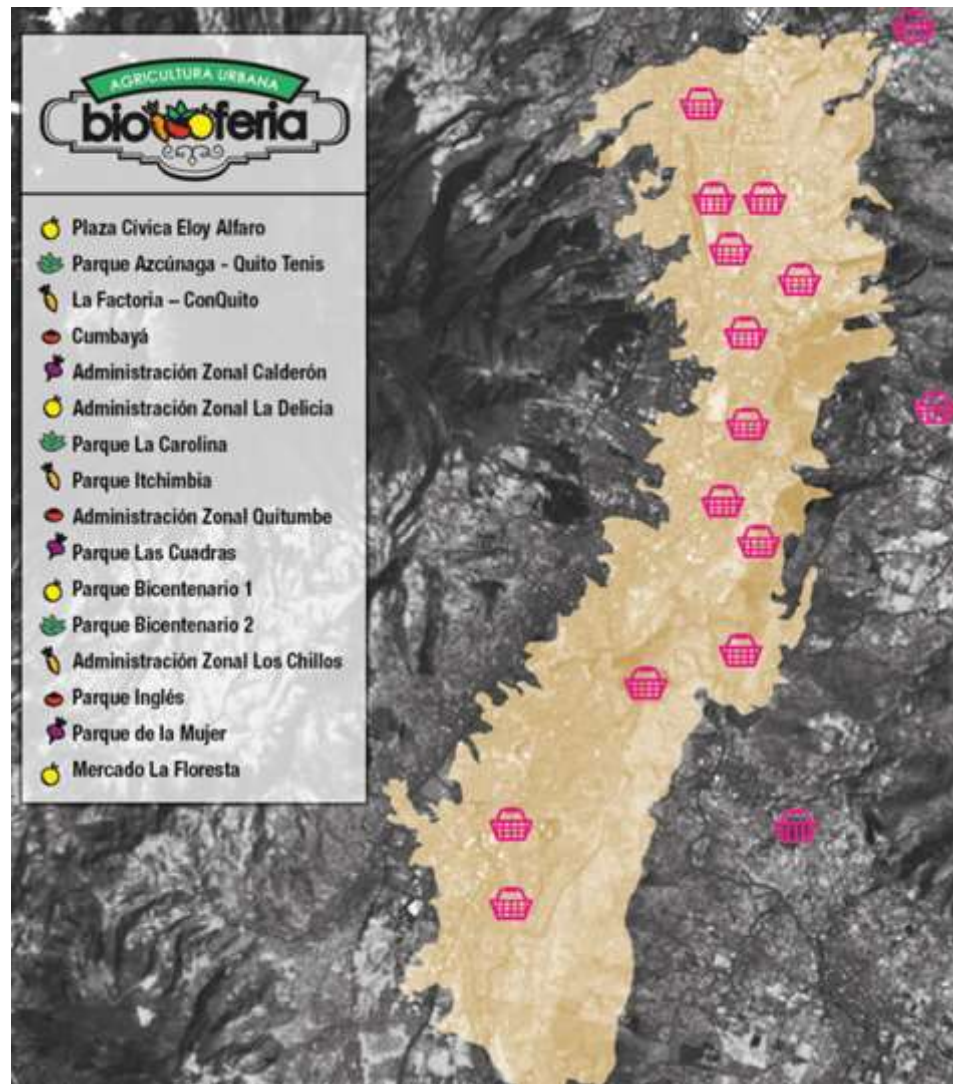 AGRICULTURA URBANA
bioferia
Plaza Cívica Eloy Alfaro
Parque Azcúnaga - Quito Tenis
La Factoria – ConQuito
Cumbayá
Administración Zonal Calderón
Administración Zonal La Delicia
Parque La Carolina
Parque Itchimbia
Administración Zonal Quitumbe
Parque Las Cuadras
Parque Bicentenario 1
Parque Bicentenario 2
Administración Zonal Los Chillos
Parque Inglés
Parque de la Mujer
Mercado La Floresta